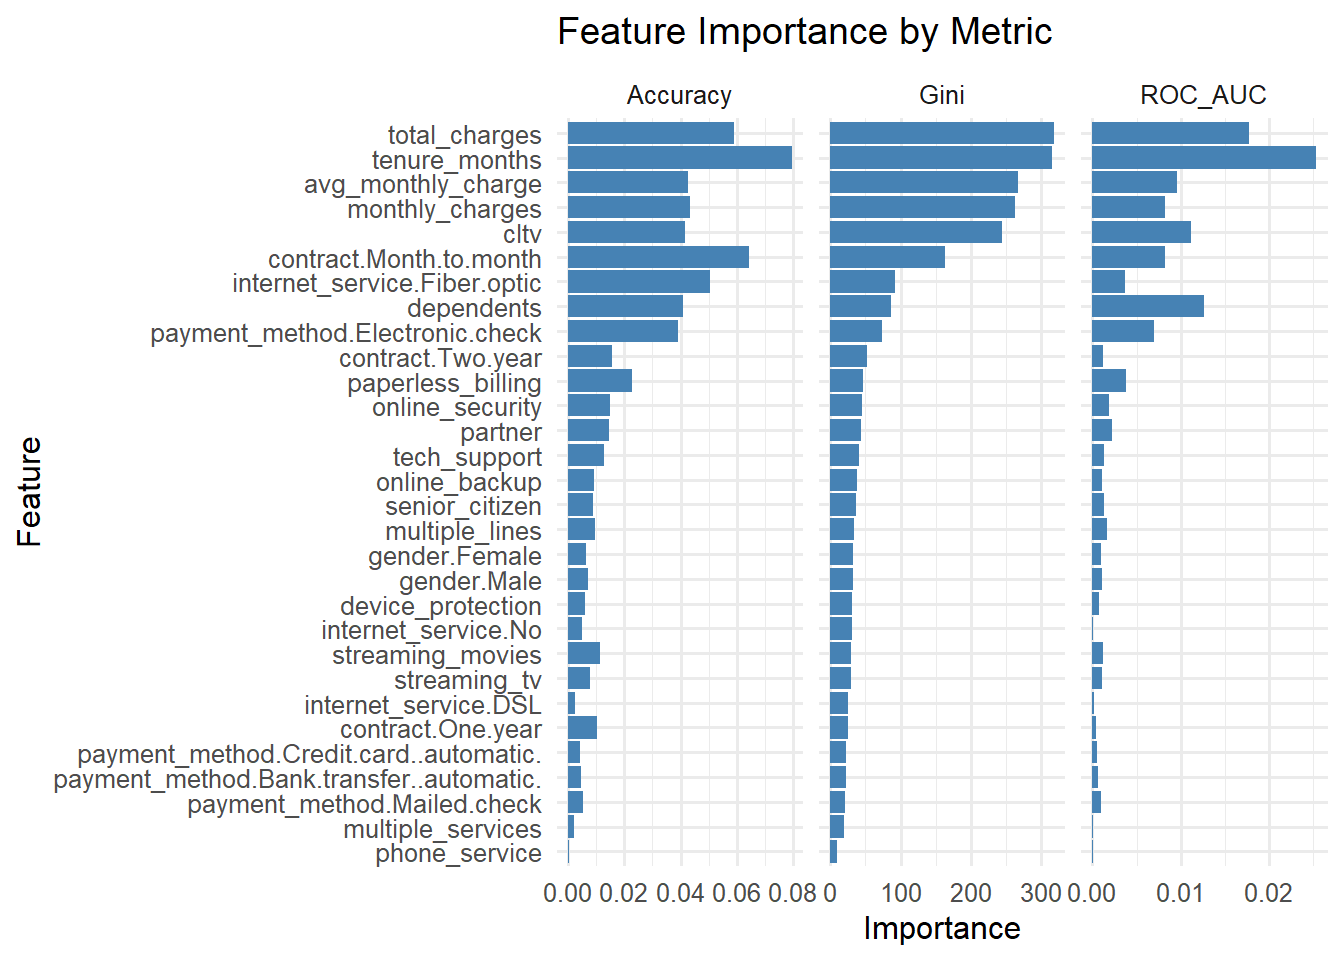 Feature Importance by Metric
Accuracy Gini ROC_AUC
total_charges
tenure_months
avg_monthly_charge
monthly_charges
cltv
contract.Month.to.month
internet_service.Fiber.optic
dependents
payment_method.Electronic.check
contract.Two.year
paperless_billing
online_security
partner
tech_support
online_backup
senior_citizen
multiple_lines
gender.Female
gender.Male
device_protection
internet_service.No
streaming_movies
streaming_tv
internet_service.DSL
contract.One.year
payment_method.Credit.card..automatic.
payment_method.Bank.transfer..automatic.
payment_method.Mailed.check
multiple_services
phone_service
Feature
0.00 0.02 0.04 0.06 0.08 0 100 200 300 0.00 0.01 0.02
Importance